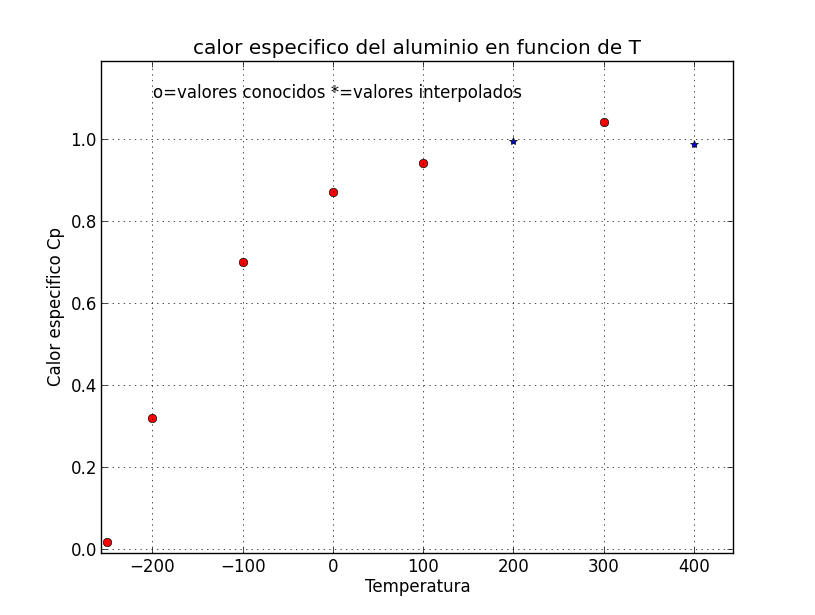 calor especifico del aluminio en funcion de T
o=valores conocidos *=valores interpolados
Calor especifico Cp
1.0
0.8
0.6
0.4
0.2
0.0
−200 −100 0 100 200 300 400
Temperatura